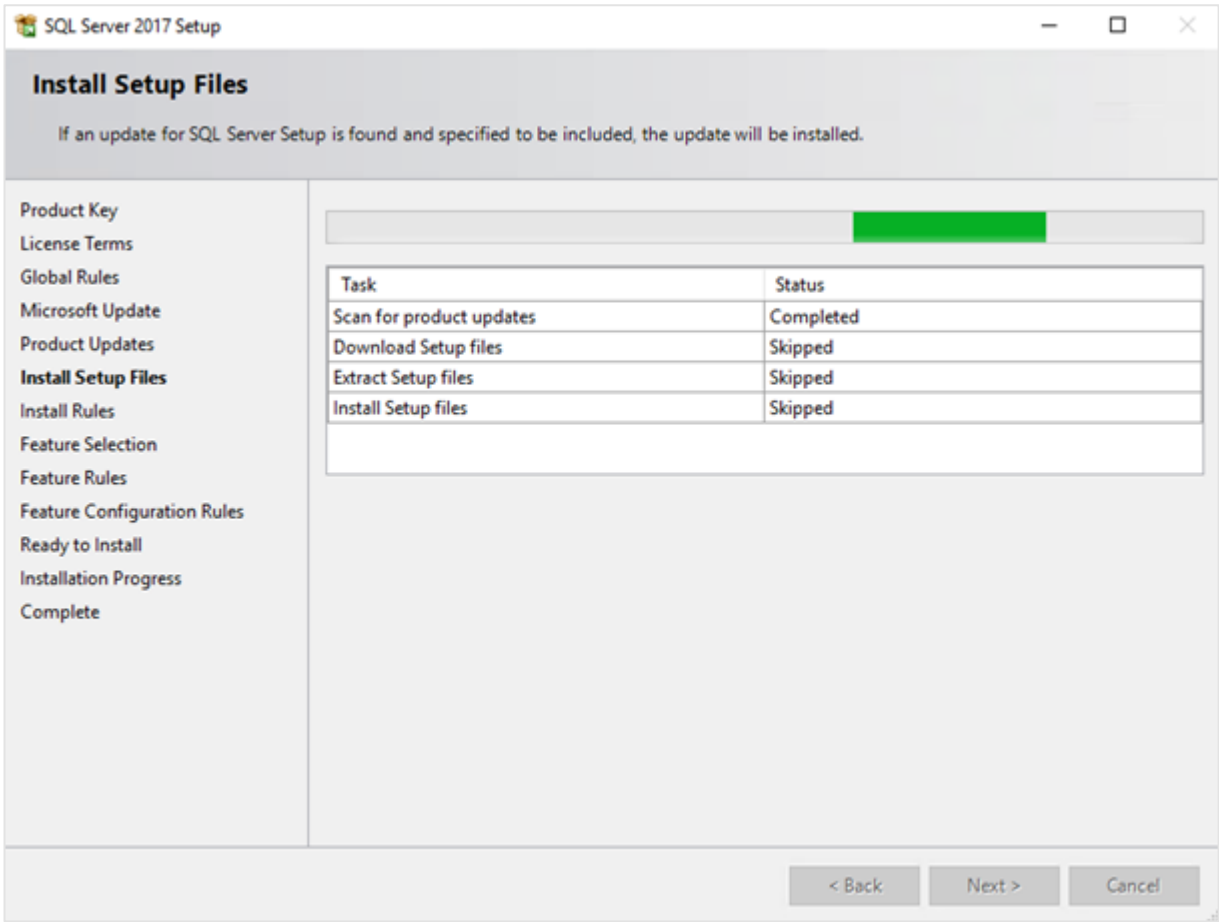 SQL Server 2017 Setup
Install Setup Files
If an update for SQL Server Setup is found and specified to be included, the update will be installed.
Product Key
License Terms
Global Rules
Microsoft Update
Product Updates
Install Setup Files
Install Rules
Feature Selection
Feature Rules
Feature Configuration Rules
Ready to Install
Installation Progress
Complete
Task Status
Scan for product updates Completed
Download Setup files Skipped
Extract Setup files Skipped
Install Setup files Skipped
< Back Next > Cancel